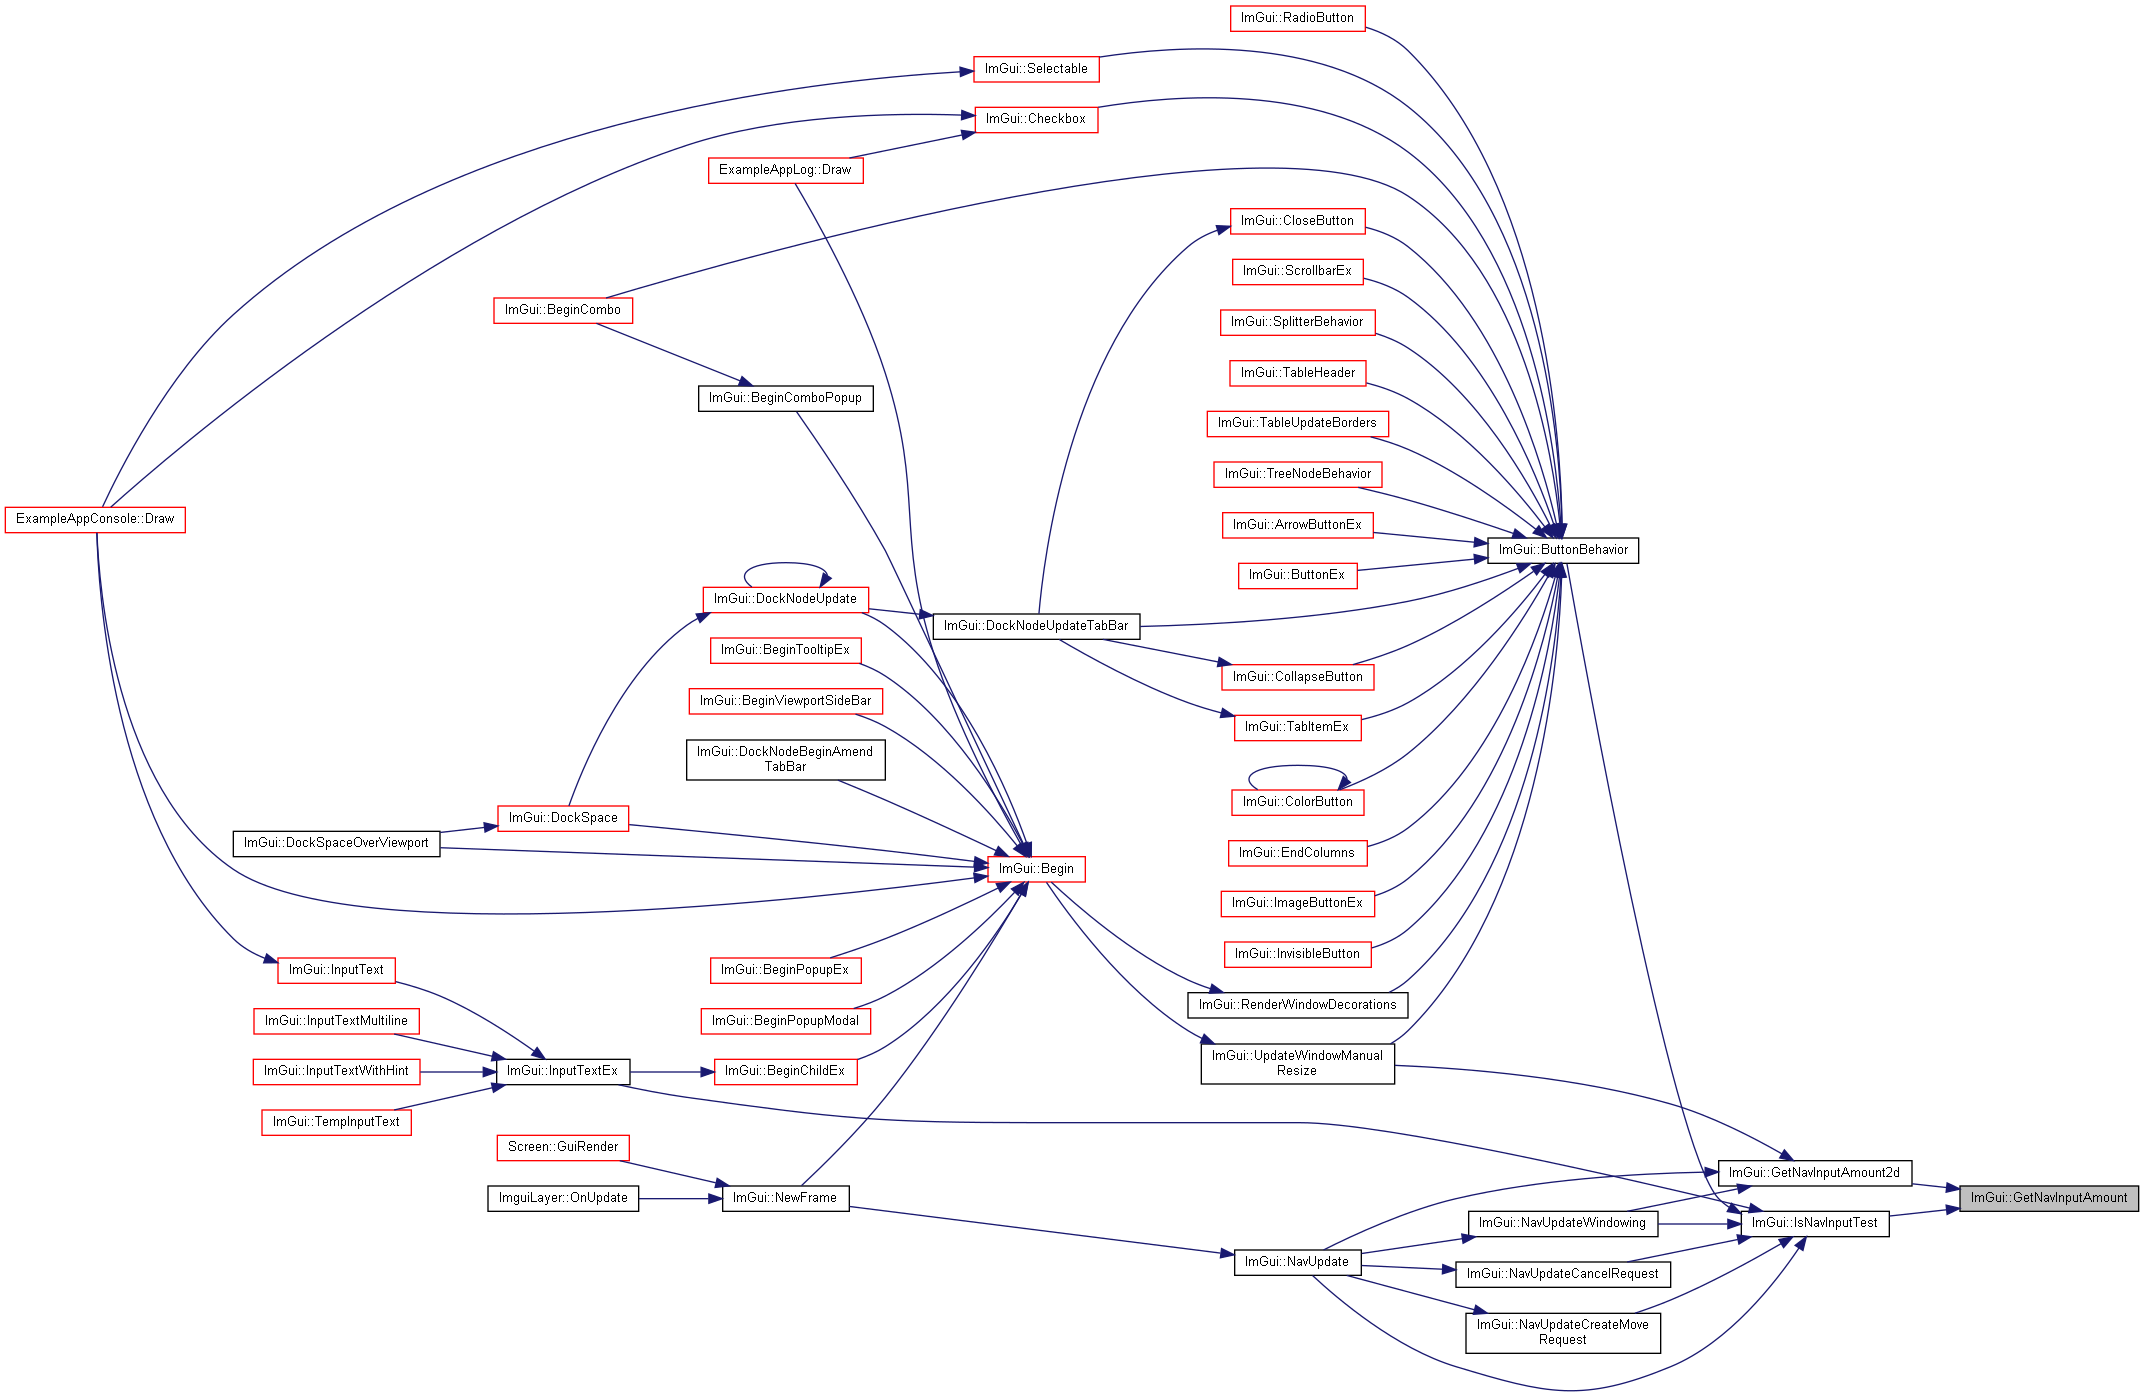 ImGui::RadioButton
ImGui::Selectable
ImGui::Checkbox
ExampleAppLog::Draw
ImGui::CloseButton
ImGui::ScrollbarEx
ImGui::BeginCombo
ImGui::SplitterBehavior
ImGui::TableHeader
ImGui::BeginComboPopup
ImGui::TableUpdateBorders
ImGui::TreeNodeBehavior
ExampleAppConsole::Draw
ImGui::ArrowButtonEx
ImGui::ButtonBehavior
ImGui::ButtonEx
ImGui::DockNodeUpdate
ImGui::DockNodeUpdateTabBar
ImGui::BeginTooltipEx
ImGui::CollapseButton
ImGui::BeginViewportSideBar
ImGui::TabItemEx
ImGui::DockNodeBeginAmend
TabBar
ImGui::ColorButton
ImGui::DockSpace
ImGui::DockSpaceOverViewport
ImGui::EndColumns
ImGui::Begin
ImGui::ImageButtonEx
ImGui::InvisibleButton
ImGui::InputText
ImGui::BeginPopupEx
ImGui::RenderWindowDecorations
ImGui::InputTextMultiline
ImGui::BeginPopupModal
ImGui::UpdateWindowManual
Resize
ImGui::InputTextWithHint
ImGui::InputTextEx
ImGui::BeginChildEx
ImGui::TempInputText
Screen::GuiRender
ImGui::GetNavInputAmount2d
ImguiLayer::OnUpdate
ImGui::NewFrame
ImGui::GetNavInputAmount
ImGui::NavUpdateWindowing
ImGui::IsNavInputTest
ImGui::NavUpdate
ImGui::NavUpdateCancelRequest
ImGui::NavUpdateCreateMove
Request